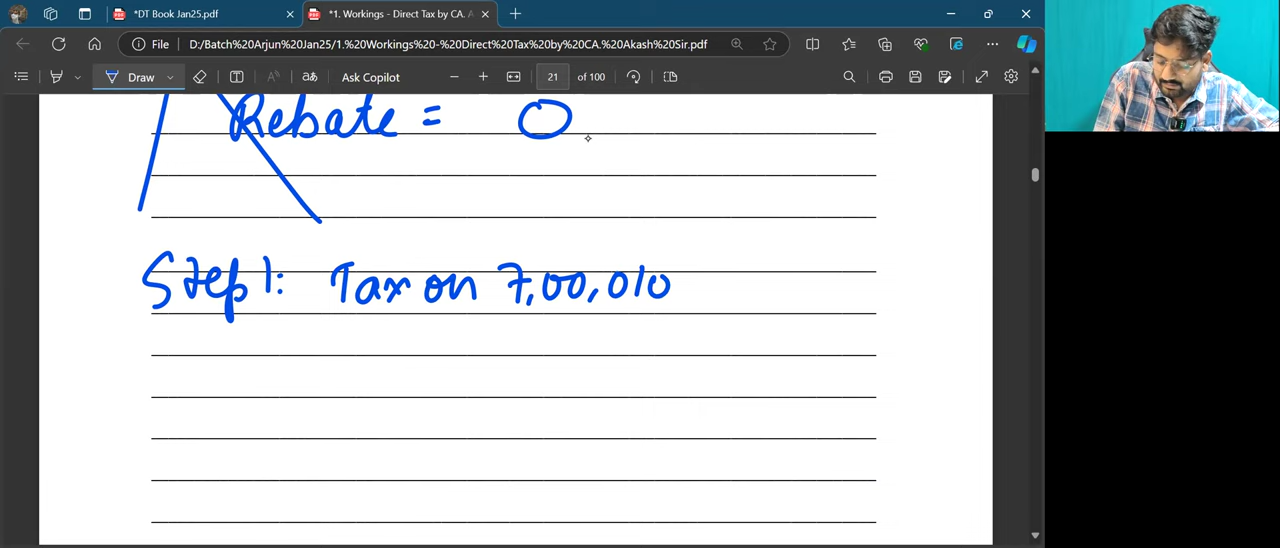 *DT Book Jan25.pdf
*1. Workings - Direct Tax by CA. A
File D:/Batch%20Arjun%20Jan25/1.%20Workings%20-%20Direct%20Tax%20by%20CA.%20Akash%20Sir.pdf
Draw aあ Ask Copilot 21 of 100
Rebate = 0
Step 1: Tax on 7,00,010